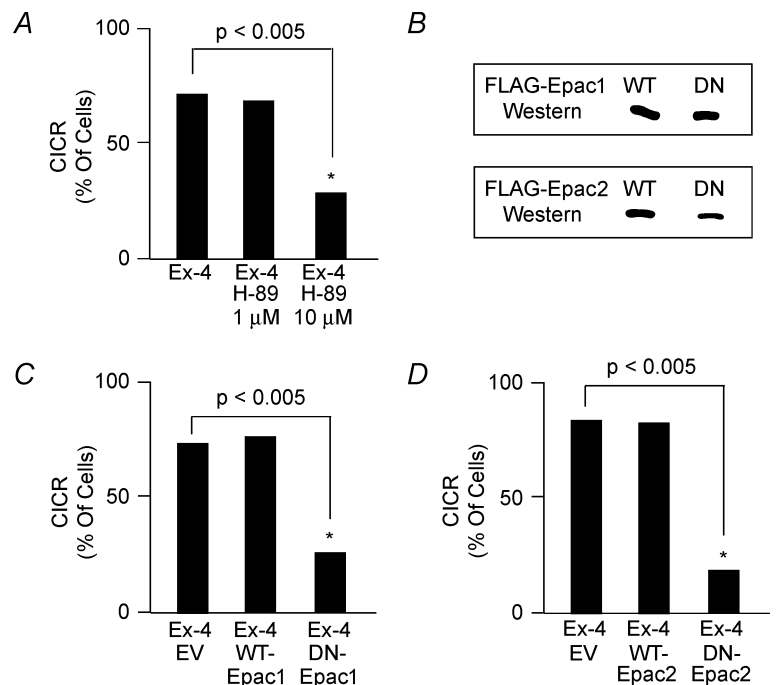 A
100
50
0
CICR
(% Of Cells)
p < 0.005
*
Ex-4
Ex-4
H-89
1 μM
Ex-4
H-89
10 μM
B
FLAG-Epac1
Western
WT
DN
FLAG-Epac2
Western
WT
DN
C
100
50
0
CICR
(% Of Cells)
p < 0.005
*
Ex-4
EV
Ex-4
WT-
Epac1
Ex-4
DN-
Epac1
D
100
50
0
CICR
(% Of Cells)
p < 0.005
*
Ex-4
EV
Ex-4
WT-
Epac2
Ex-4
DN-
Epac2